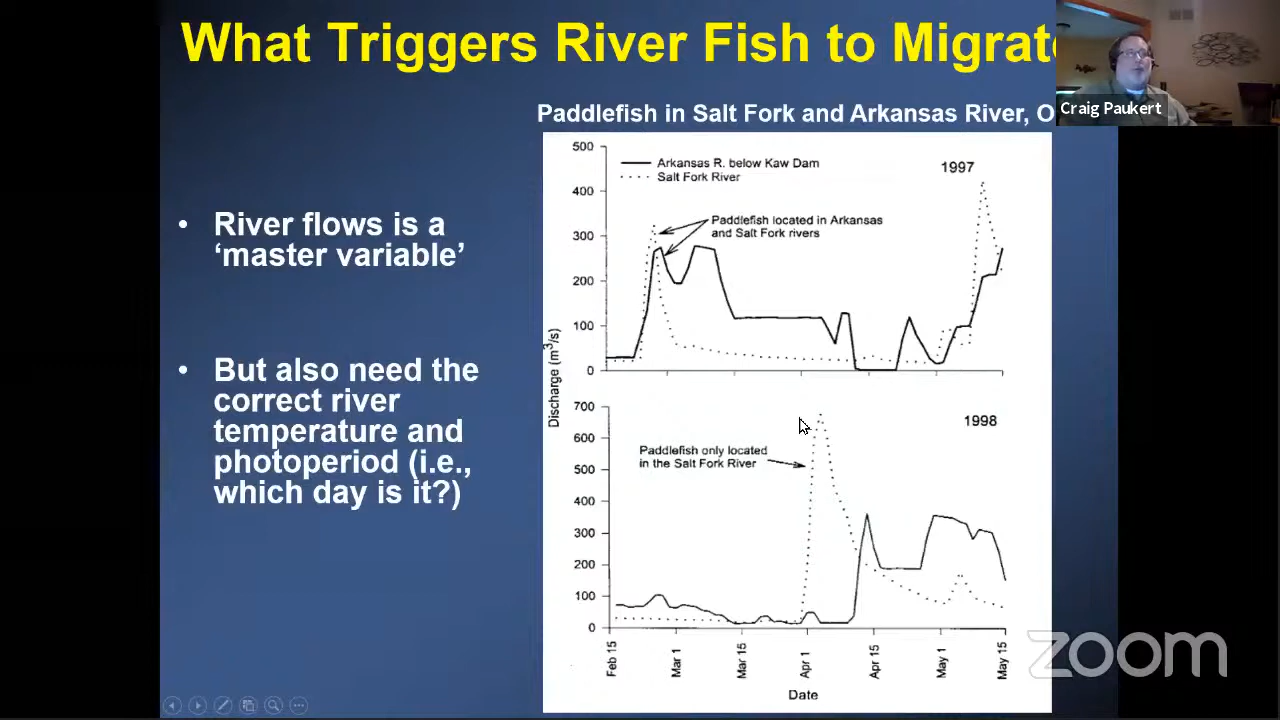 What Triggers River Fish to Migrate
Craig Paukert
Paddlefish in Salt Fork and Arkansas River, O
• River flows is a
‘master variable’
• But also need the
correct river
temperature and
photoperiod (i.e.,
which day is it?)
Discharge (m³/s)
500
400
300
200
100
0
Arkansas R. below Kaw Dam
Salt Fork River
1997
Paddlefish located in Arkansas
and Salt Fork rivers
700
600
500
400
300
200
100
0
1998
Paddlefish only located
in the Salt Fork River
Feb 15
Mar 1
Mar 15
Apr 1
Apr 15
May 1
May 15
Date
zoom